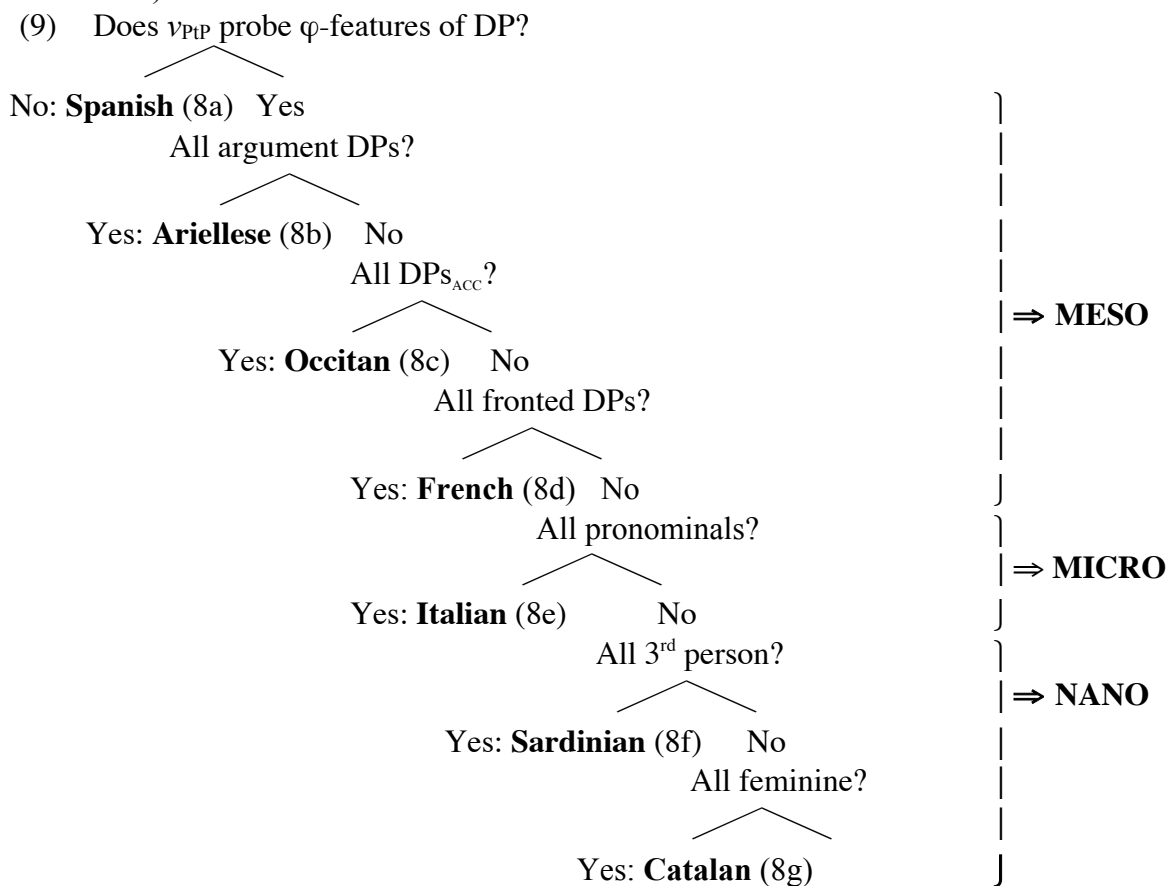 (9) Does vPtP probe φ-features of DP?
No: Spanish (8a) Yes
All argument DPs?
Yes: Ariellese (8b) No
All DPsACC?
⇒ MESO
Yes: Occitan (8c) No
All fronted DPs?
Yes: French (8d) No
All pronominals?
⇒ MICRO
Yes: Italian (8e) No
All 3rd person?
⇒ NANO
Yes: Sardinian (8f) No
All feminine?
Yes: Catalan (8g)